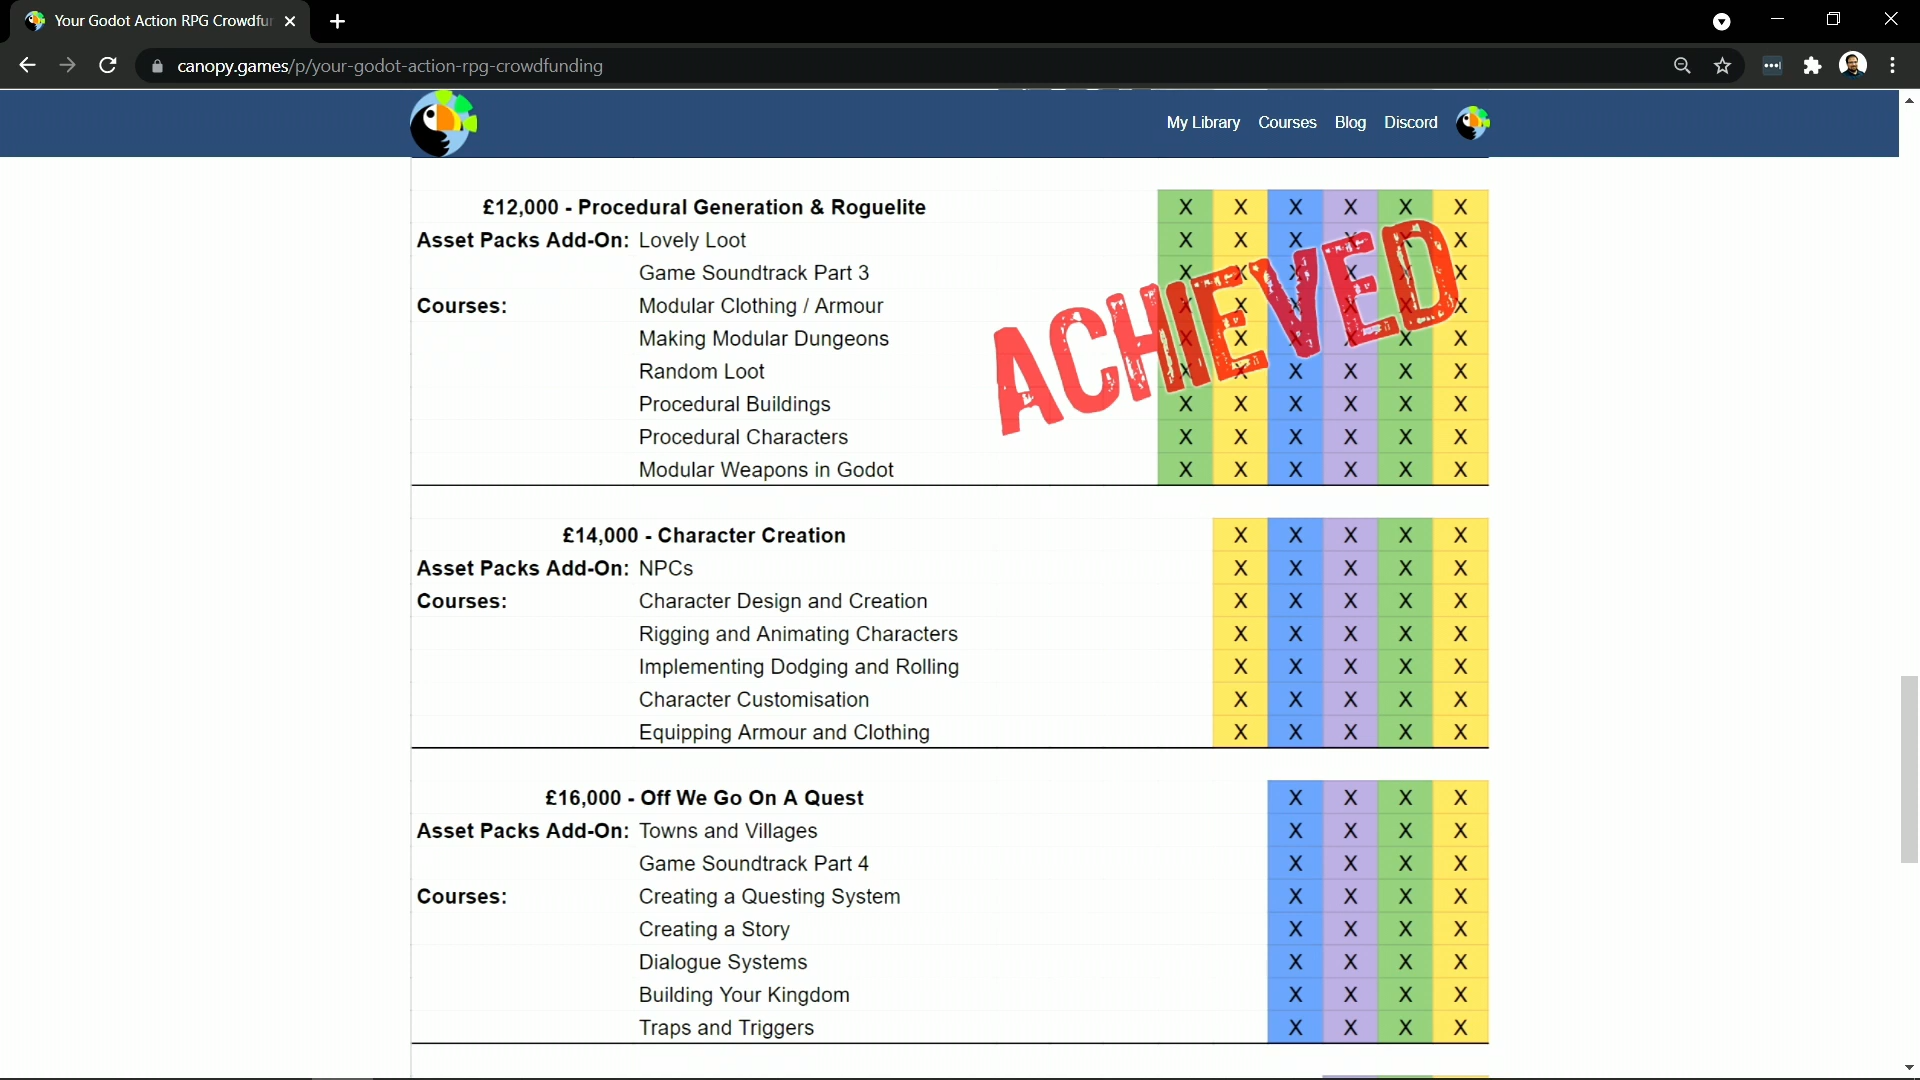 Your Godot Action RPG Crowdfu
canopy.games/p/your-godot-action-rpg-crowdfunding
My Library Courses Blog Discord
£12,000 - Procedural Generation & Roguelite X X X X X X
Asset Packs Add-On: Lovely Loot X X X X X X
Game Soundtrack Part 3 X X X X X X
Courses: Modular Clothing / Armour X X X X X X
Making Modular Dungeons X X X X X X
Random Loot X X X X X X
Procedural Buildings X X X X X X
Procedural Characters X X X X X X
Modular Weapons in Godot X X X X X X
ACHIEVED
£14,000 - Character Creation X X X X X
Asset Packs Add-On: NPCs X X X X X
Courses: Character Design and Creation X X X X X
Rigging and Animating Characters X X X X X
Implementing Dodging and Rolling X X X X X
Character Customisation X X X X X
Equipping Armour and Clothing X X X X X
£16,000 - Off We Go On A Quest X X X X
Asset Packs Add-On: Towns and Villages X X X X
Game Soundtrack Part 4 X X X X
Courses: Creating a Questing System X X X X
Creating a Story X X X X
Dialogue Systems X X X X
Building Your Kingdom X X X X
Traps and Triggers X X X X